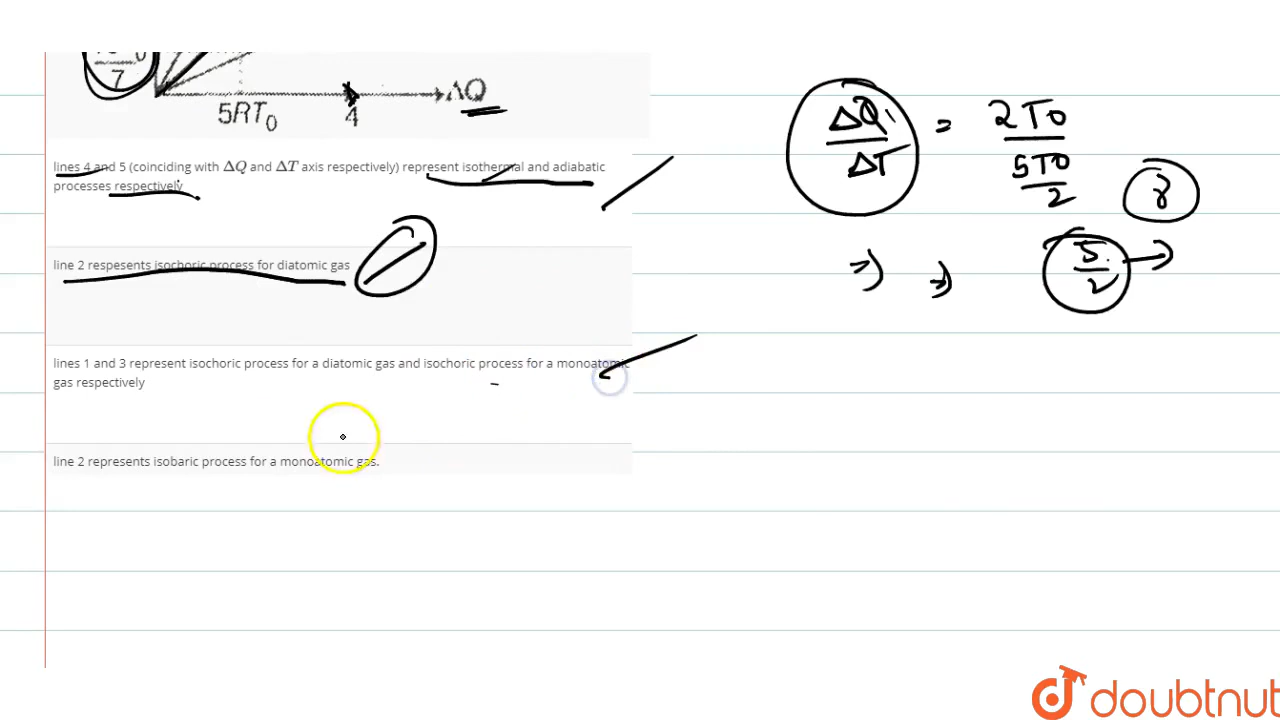 7
ΔQ
5RT₀
4
lines 4 and 5 (coinciding with ΔQ and ΔT axis respectively) represent isothermal and adiabatic
processes respectively
line 2 respesents isochoric process for diatomic gas
lines 1 and 3 represent isochoric process for a diatomic gas and isochoric process for a monoatomic
gas respectively
line 2 represents isobaric process for a monoatomic gas.
ΔQ = 2T0
ΔT 5T0
2
⇒ ⇒ 5 →
2
doubtnut